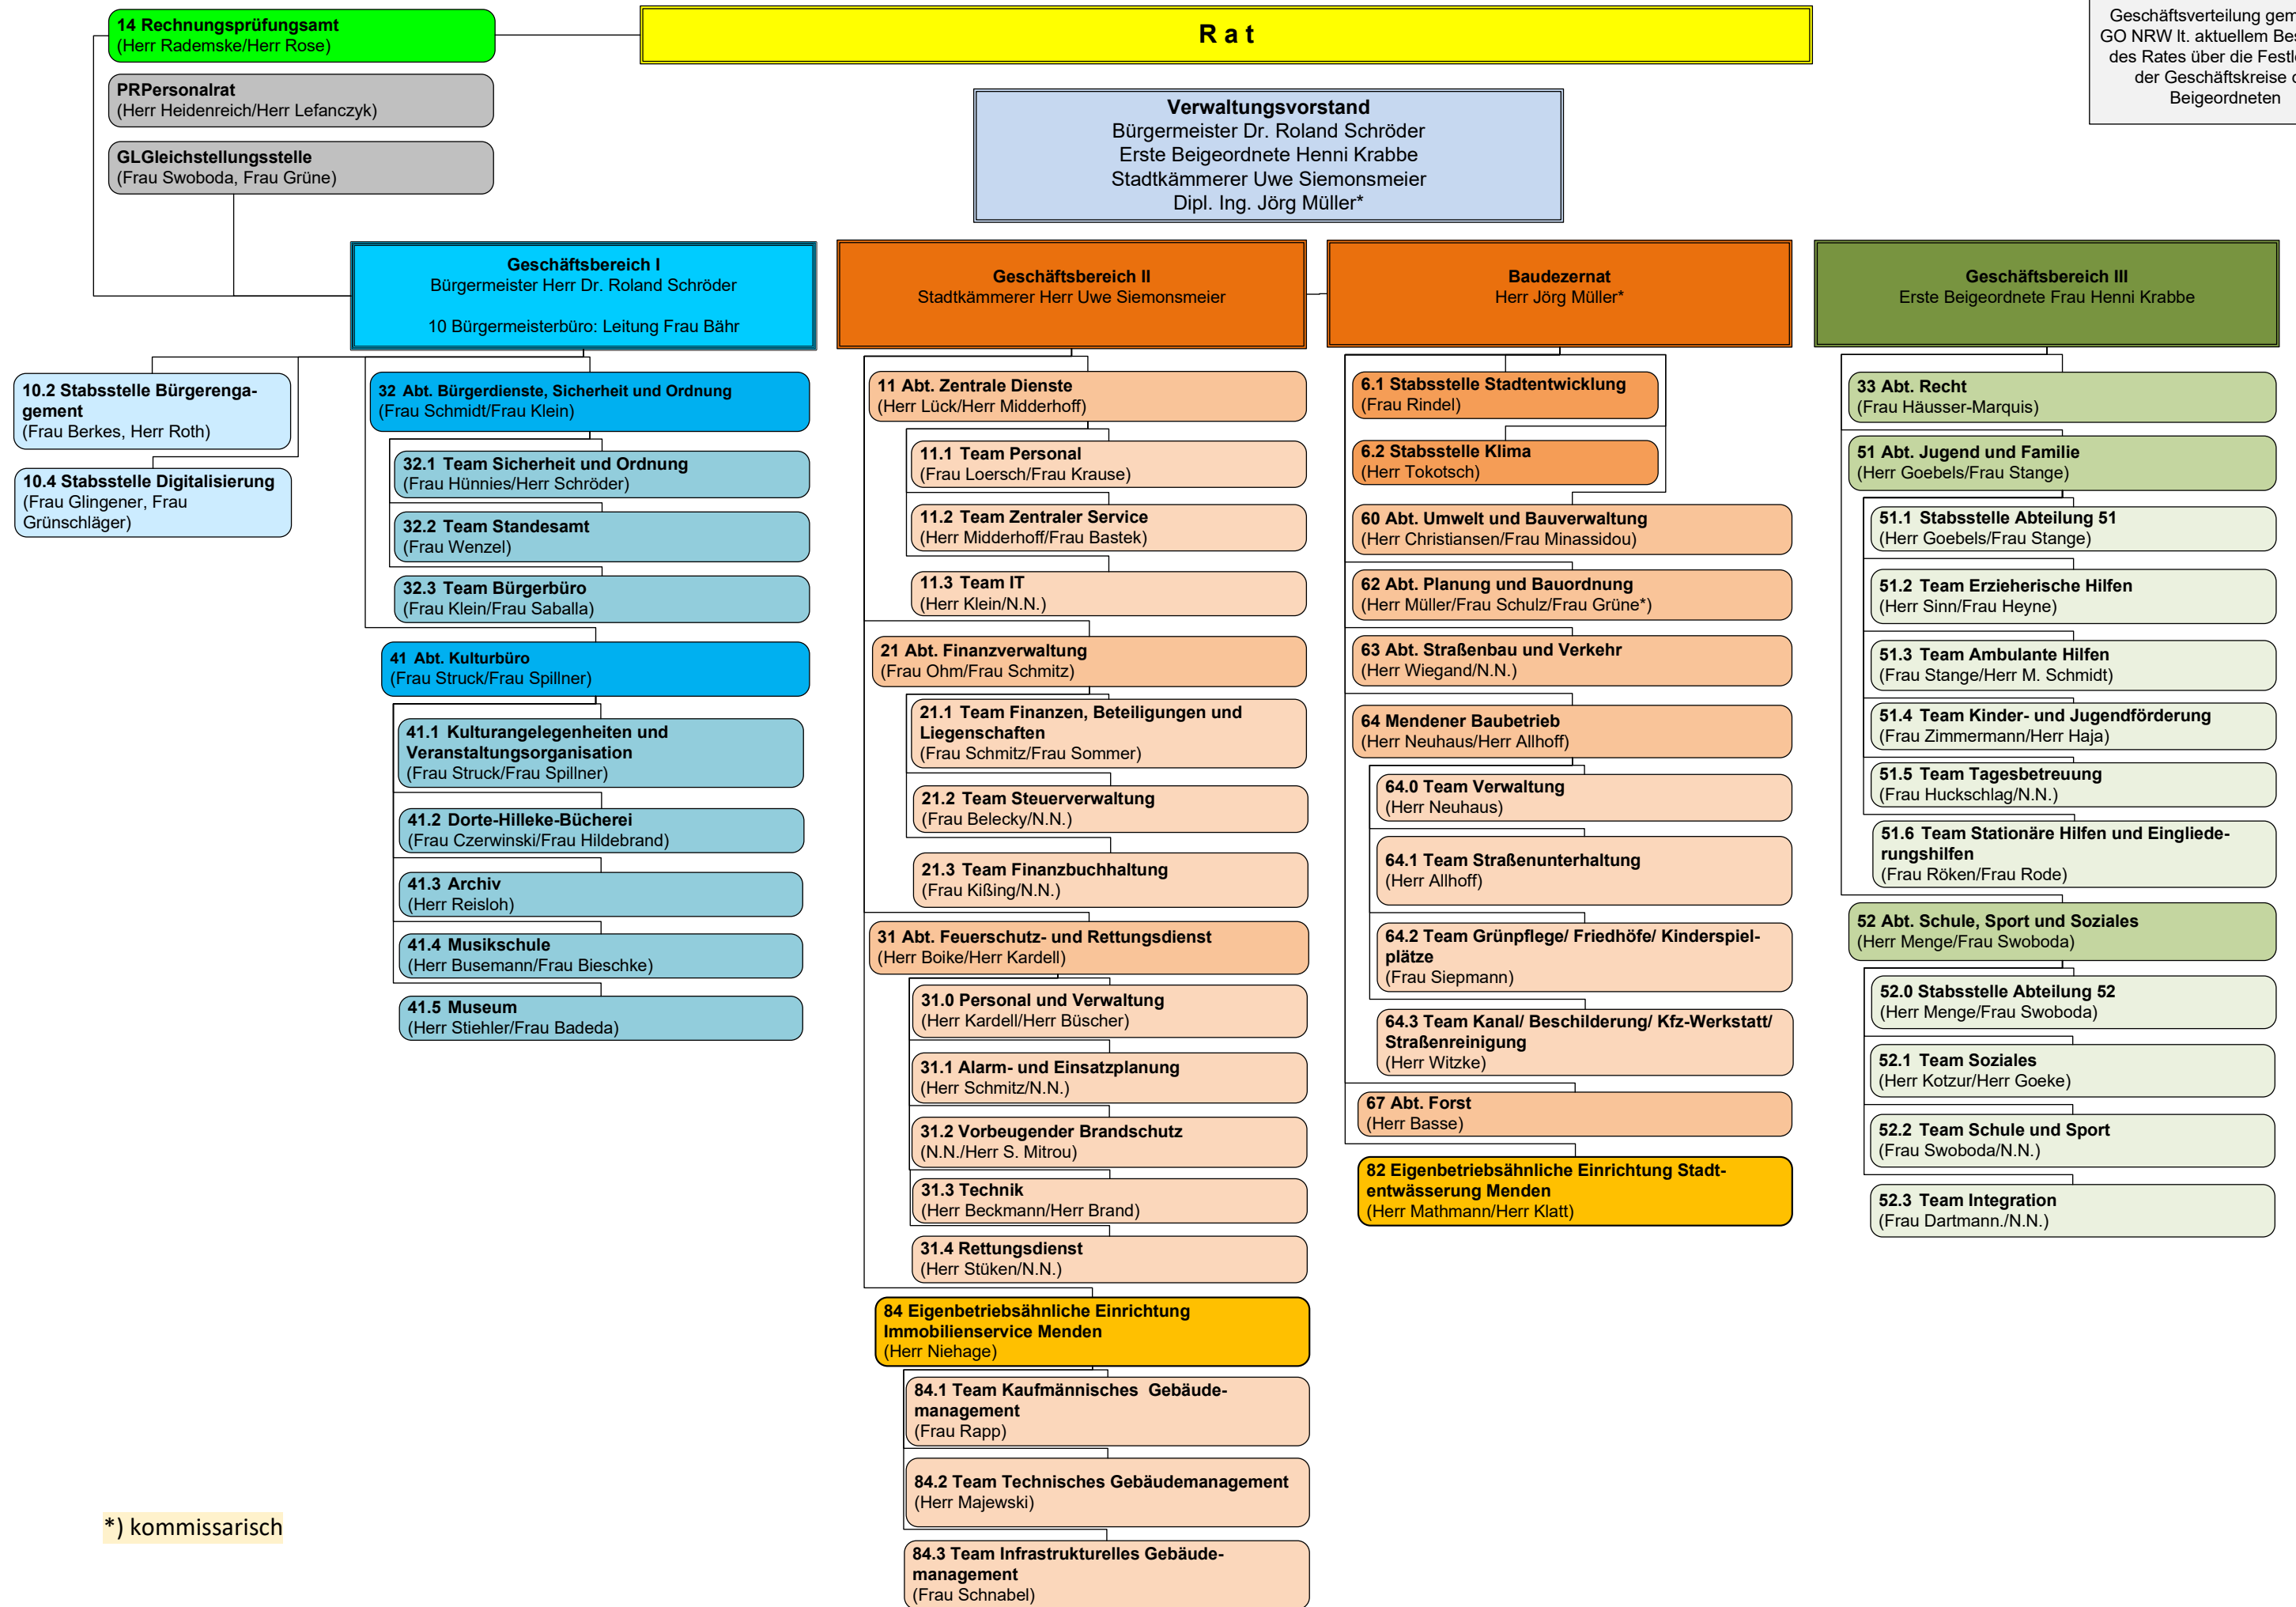 14 Rechnungsprüfungsamt
(Herr Rademske/Herr Rose)
R a t
Geschäftsverteilung
GO NRW lt. aktuellem
des Rates über die
der Geschäftskreise
Beigeordneten
PRPersonalrat
(Herr Heidenreich/Herr Lefanczyk)
GLGleichstellungsstelle
(Frau Swoboda, Frau Grüne)
Verwaltungsvorstand
Bürgermeister Dr. Roland Schröder
Erste Beigeordnete Henni Krabbe
Stadtkämmerer Uwe Siemonsmeier
Dipl. Ing. Jörg Müller*
Geschäftsbereich I
Bürgermeister Herr Dr. Roland Schröder
10 Bürgermeisterbüro: Leitung Frau Bähr
10.2 Stabsstelle Bürgerenga-
gement
(Frau Berkes, Herr Roth)
10.4 Stabsstelle Digitalisierung
(Frau Glingener, Frau
Grünschläger)
32 Abt. Bürgerdienste, Sicherheit und Ordnung
(Frau Schmidt/Frau Klein)
32.1 Team Sicherheit und Ordnung
(Frau Hünnies/Herr Schröder)
32.2 Team Standesamt
(Frau Wenzel)
32.3 Team Bürgerbüro
(Frau Klein/Frau Saballa)
41 Abt. Kulturbüro
(Frau Struck/Frau Spillner)
41.1 Kulturangelegenheiten und
Veranstaltungsorganisation
(Frau Struck/Frau Spillner)
41.2 Dorte-Hilleke-Bücherei
(Frau Czerwinski/Frau Hildebrand)
41.3 Archiv
(Herr Reisloh)
41.4 Musikschule
(Herr Busemann/Frau Bieschke)
41.5 Museum
(Herr Stiehler/Frau Badeda)
Geschäftsbereich II
Stadtkämmerer Herr Uwe Siemonsmeier
11 Abt. Zentrale Dienste
(Herr Lück/Herr Midderhoff)
11.1 Team Personal
(Frau Loersch/Frau Krause)
11.2 Team Zentraler Service
(Herr Midderhoff/Frau Bastek)
11.3 Team IT
(Herr Klein/N.N.)
21 Abt. Finanzverwaltung
(Frau Ohm/Frau Schmitz)
21.1 Team Finanzen, Beteiligungen und
Liegenschaften
(Frau Schmitz/Frau Sommer)
21.2 Team Steuerverwaltung
(Frau Belecky/N.N.)
21.3 Team Finanzbuchhaltung
(Frau Kißing/N.N.)
31 Abt. Feuerschutz- und Rettungsdienst
(Herr Boike/Herr Kardell)
31.0 Personal und Verwaltung
(Herr Kardell/Herr Büscher)
31.1 Alarm- und Einsatzplanung
(Herr Schmitz/N.N.)
31.2 Vorbeugender Brandschutz
(N.N./Herr S. Mitrou)
31.3 Technik
(Herr Beckmann/Herr Brand)
31.4 Rettungsdienst
(Herr Stüken/N.N.)
84 Eigenbetriebsähnliche Einrichtung
Immobilienservice Menden
(Herr Niehage)
84.1 Team Kaufmännisches Gebäude-
management
(Frau Rapp)
84.2 Team Technisches Gebäudemanagement
(Herr Majewski)
84.3 Team Infrastrukturelles Gebäude-
management
(Frau Schnabel)
Baudezernat
Herr Jörg Müller*
6.1 Stabsstelle Stadtentwicklung
(Frau Rindel)
6.2 Stabsstelle Klima
(Herr Tokotsch)
60 Abt. Umwelt und Bauverwaltung
(Herr Christiansen/Frau Minassidou)
62 Abt. Planung und Bauordnung
(Herr Müller/Frau Schulz/Frau Grüne*)
63 Abt. Straßenbau und Verkehr
(Herr Wiegand/N.N.)
64 Mendener Baubetrieb
(Herr Neuhaus/Herr Allhoff)
64.0 Team Verwaltung
(Herr Neuhaus)
64.1 Team Straßenunterhaltung
(Herr Allhoff)
64.2 Team Grünpflege/ Friedhöfe/ Kinderspiel-
plätze
(Frau Siepmann)
64.3 Team Kanal/ Beschilderung/ Kfz-Werkstatt/
Straßenreinigung
(Herr Witzke)
67 Abt. Forst
(Herr Basse)
82 Eigenbetriebsähnliche Einrichtung Stadt-
entwässerung Menden
(Herr Mathmann/Herr Klatt)
Geschäftsbereich III
Erste Beigeordnete Frau Henni Krabbe
33 Abt. Recht
(Frau Häusser-Marquis)
51 Abt. Jugend und Familie
(Herr Goebels/Frau Stange)
51.1 Stabsstelle Abteilung 51
(Herr Goebels/Frau Stange)
51.2 Team Erzieherische Hilfen
(Herr Sinn/Frau Heyne)
51.3 Team Ambulante Hilfen
(Frau Stange/Herr M. Schmidt)
51.4 Team Kinder- und Jugendförderung
(Frau Zimmermann/Herr Haja)
51.5 Team Tagesbetreuung
(Frau Huckschlag/N.N.)
51.6 Team Stationäre Hilfen und Eingliede-
rungshilfen
(Frau Röken/Frau Rode)
52 Abt. Schule, Sport und Soziales
(Herr Menge/Frau Swoboda)
52.0 Stabsstelle Abteilung 52
(Herr Menge/Frau Swoboda)
52.1 Team Soziales
(Herr Kotzur/Herr Goeke)
52.2 Team Schule und Sport
(Frau Swoboda/N.N.)
52.3 Team Integration
(Frau Dartmann./N.N.)
*) kommissarisch